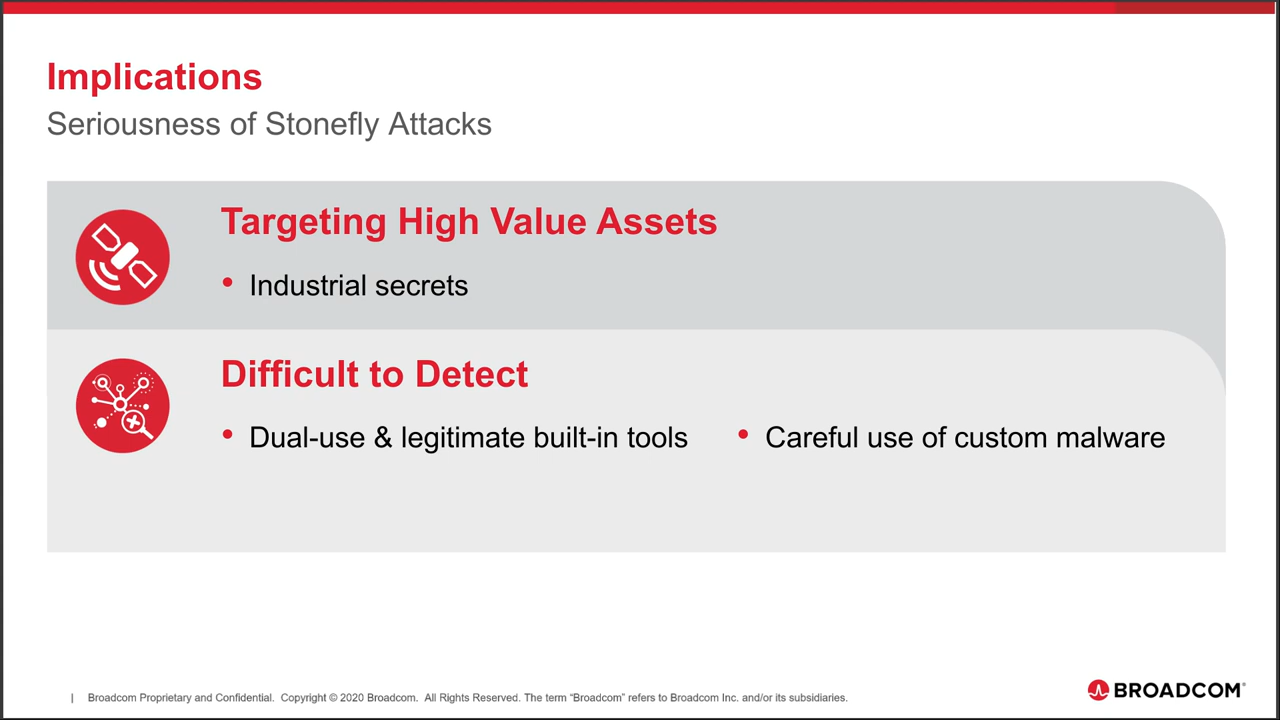 Implications
Seriousness of Stonefly Attacks
Targeting High Value Assets
• Industrial secrets
Difficult to Detect
• Dual-use & legitimate built-in tools • Careful use of custom malware
| Broadcom Proprietary and Confidential. Copyright © 2020 Broadcom. All Rights Reserved. The term “Broadcom” refers to Broadcom Inc. and/or its subsidiaries.
BROADCOM®